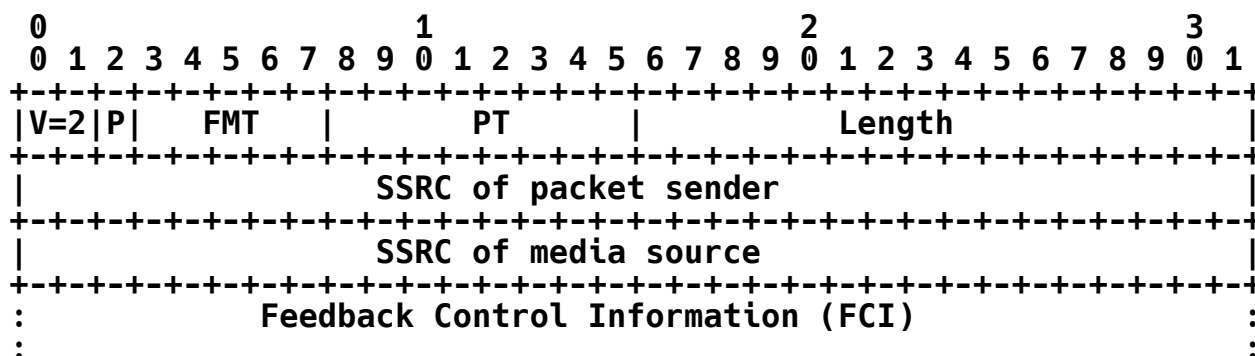 0                   1                   2                   3
 0 1 2 3 4 5 6 7 8 9 0 1 2 3 4 5 6 7 8 9 0 1 2 3 4 5 6 7 8 9 0 1
+-+-+-+-+-+-+-+-+-+-+-+-+-+-+-+-+-+-+-+-+-+-+-+-+-+-+-+-+-+-+-+-+
|V=2|P|   FMT   |       PT      |          Length               |
+-+-+-+-+-+-+-+-+-+-+-+-+-+-+-+-+-+-+-+-+-+-+-+-+-+-+-+-+-+-+-+-+
|                  SSRC of packet sender                        |
+-+-+-+-+-+-+-+-+-+-+-+-+-+-+-+-+-+-+-+-+-+-+-+-+-+-+-+-+-+-+-+-+
|                  SSRC of media source                         |
+-+-+-+-+-+-+-+-+-+-+-+-+-+-+-+-+-+-+-+-+-+-+-+-+-+-+-+-+-+-+-+-+
:            Feedback Control Information (FCI)                 :
:                                                               :